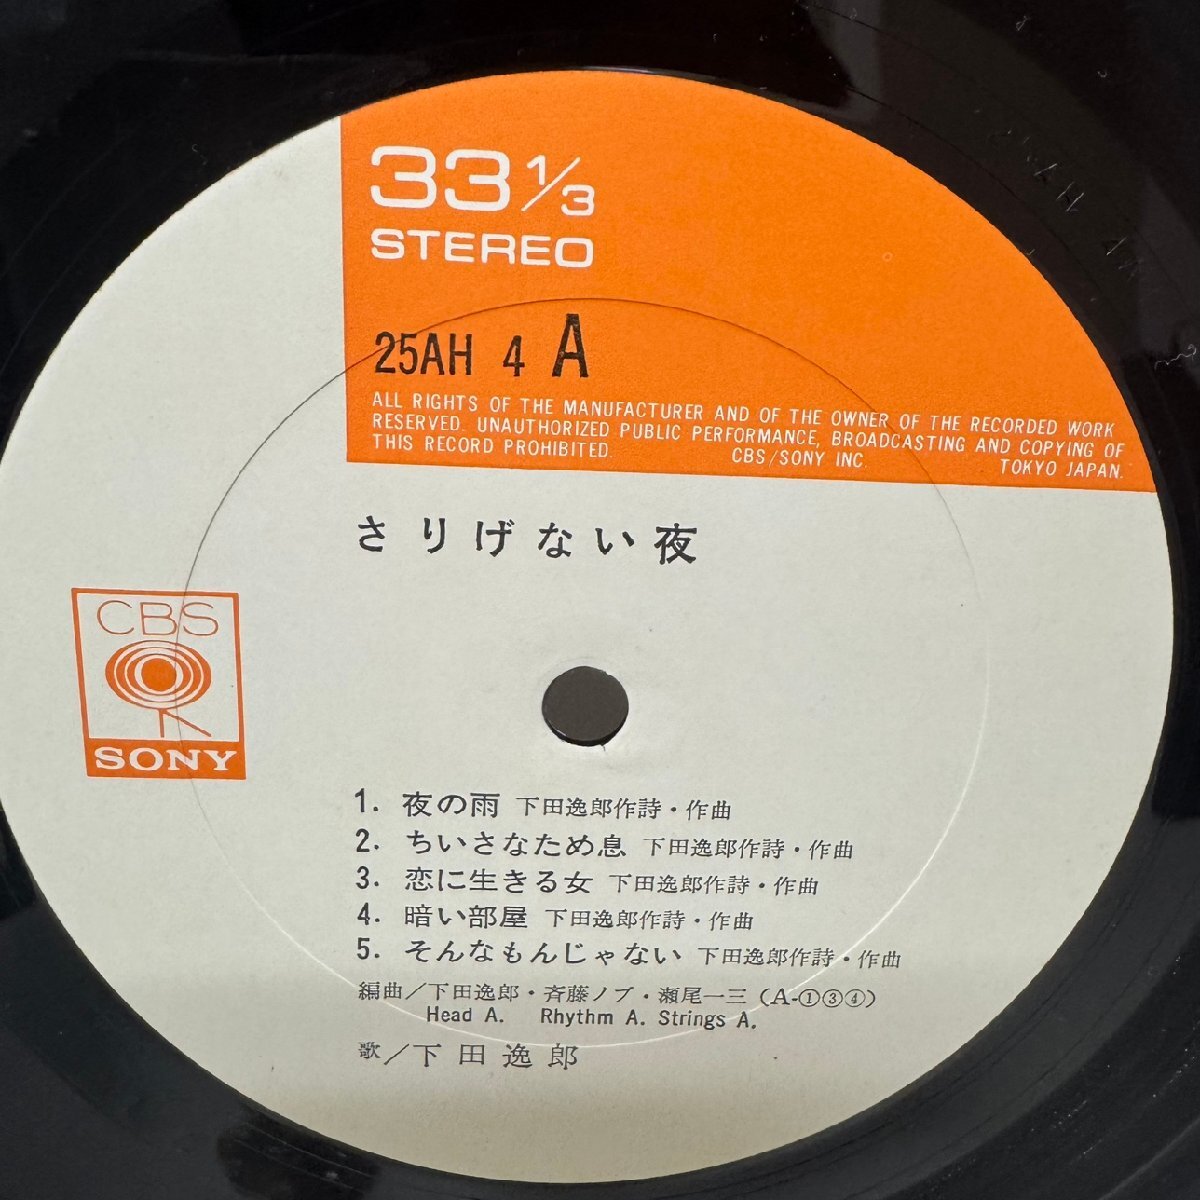 33 1/3
STEREO
25AH 4 A
ALL RIGHTS OF THE MANUFACTURER AND OF THE OWNER OF THE RECORDED WORK
RESERVED. UNAUTHORIZED PUBLIC PERFORMANCE, BROADCASTING AND COPYING OF
THIS RECORD PROHIBITED. CBS/SONY INC. TOKYO JAPAN.
さりげない夜
CBS
SONY
1. 夜の雨 下田逸郎作詩・作曲
2. ちいさなため息 下田逸郎作詩・作曲
3. 恋に生きる女 下田逸郎作詩・作曲
4. 暗い部屋 下田逸郎作詩・作曲
5. そんなもんじゃない 下田逸郎作詩・作曲
編曲/下田逸郎・斉藤ノブ・瀬尾一三 (A-①③④)
Head A. Rhythm A. Strings A.
歌/下田逸郎